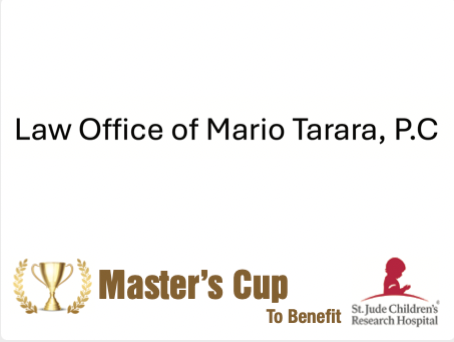 Law Office of Mario Tarara, P.C
Master's Cup
To Benefit
St. Jude Children's
Research Hospital®